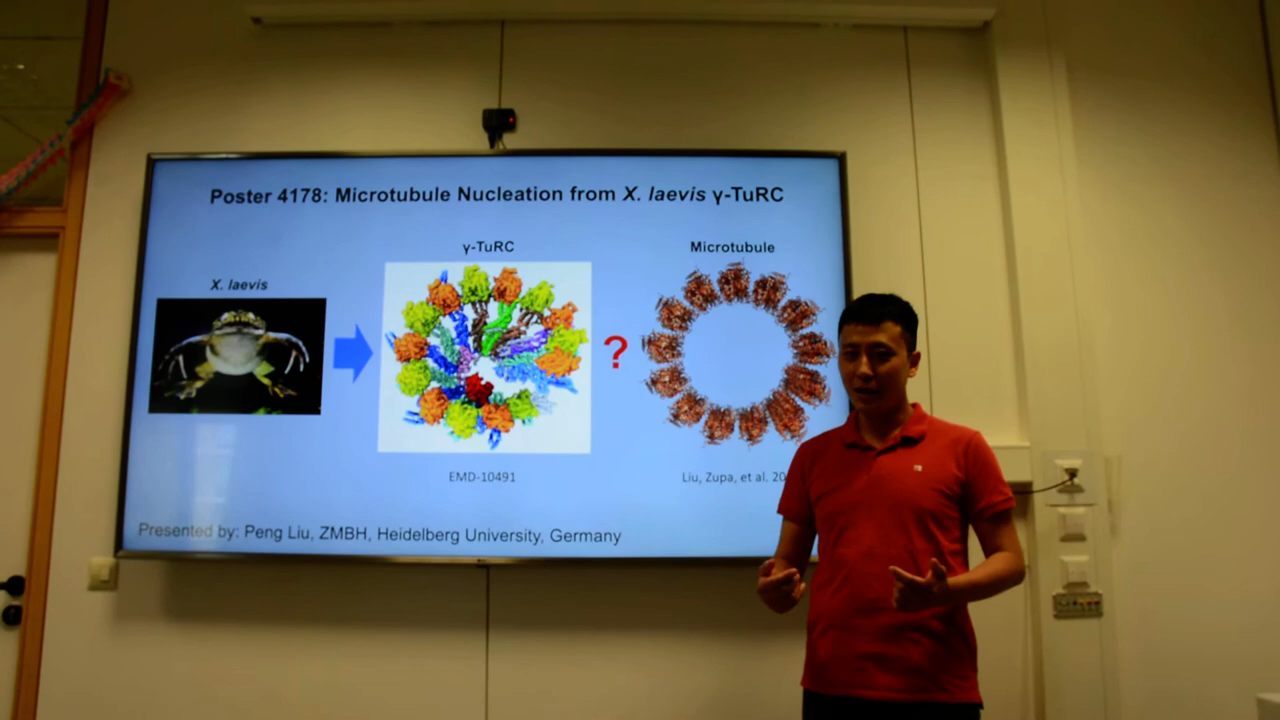 Poster 4178: Microtubule Nucleation from X. laevis γ-TuRC
γ-TuRC
Microtubule
X. laevis
?
EMD-10491
Liu, Zupa, et al. 20
Presented by: Peng Liu, ZMBH, Heidelberg University, Germany